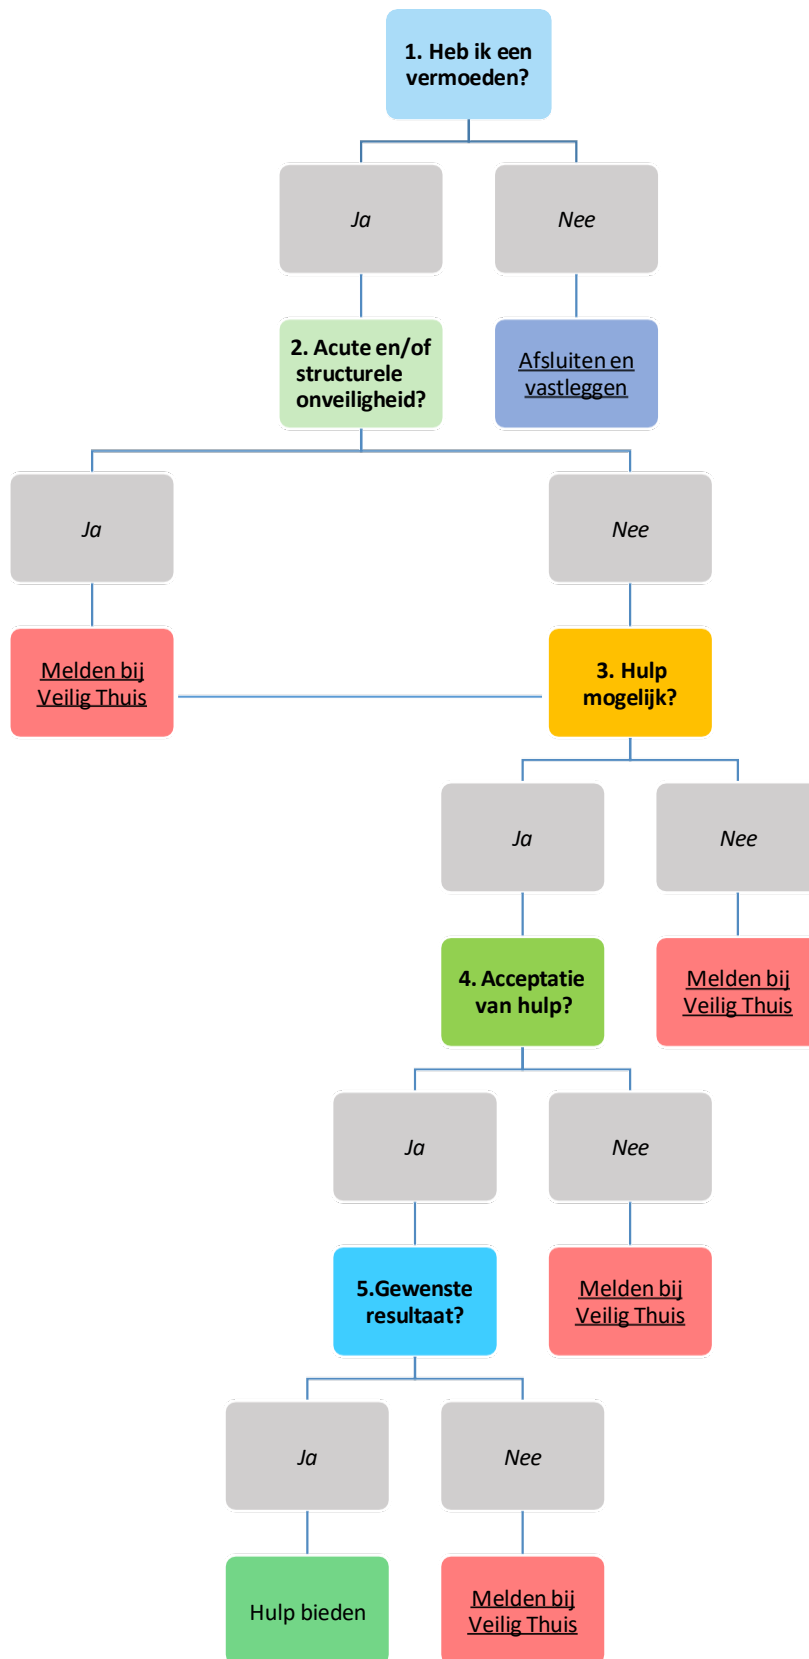 1. Heb ik een
vermoeden?
Ja
Nee
2. Acute en/of
structurele
onveiligheid?
Afsluiten en
vastleggen
Ja
Nee
Melden bij
Veilig Thuis
3. Hulp
mogelijk?
Ja
Nee
4. Acceptatie
van hulp?
Melden bij
Veilig Thuis
Ja
Nee
5.Gewenste
resultaat?
Melden bij
Veilig Thuis
Ja
Nee
Hulp bieden
Melden bij
Veilig Thuis